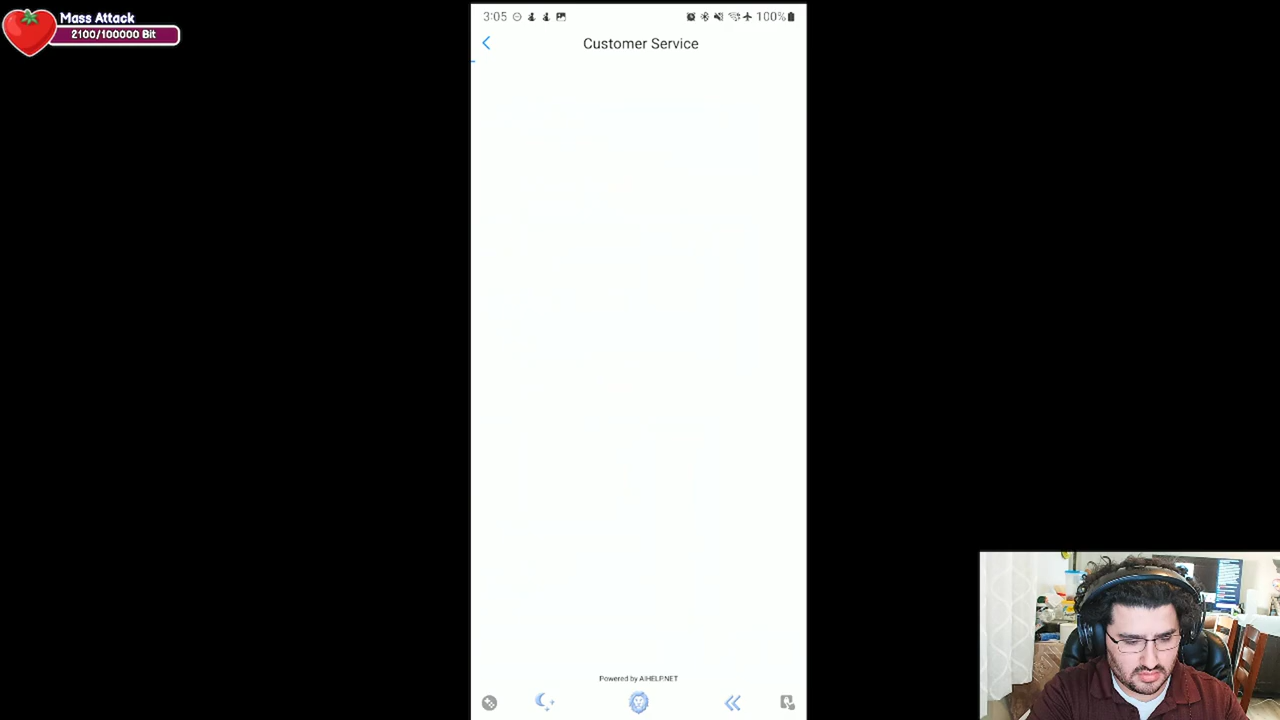 Mass Attack
2100/100000 Bit
3:05
100%
Customer Service
Powered by AIHELP.NET